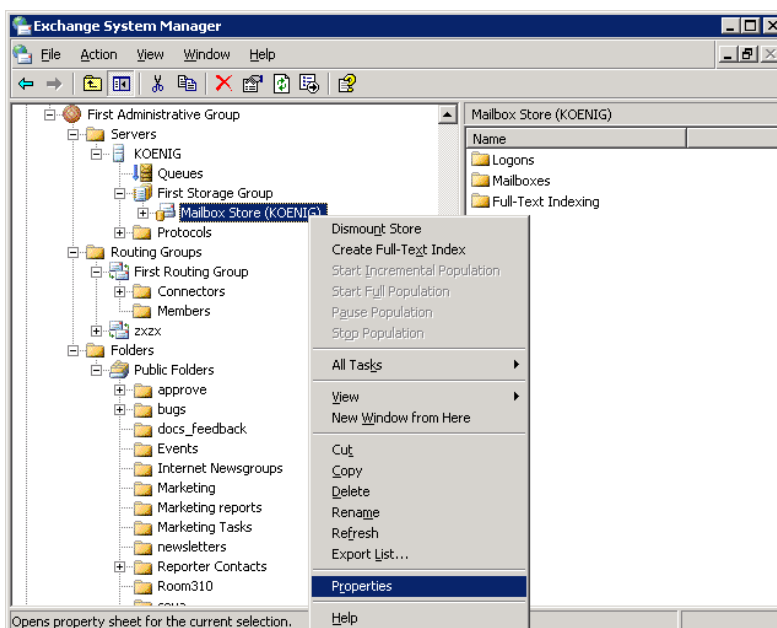 Exchange System Manager
File Action View Window Help
First Administrative Group
Servers
KOENIG
Queues
First Storage Group
Mailbox Store (KOENIG)
Protocols
Routing Groups
First Routing Group
Connectors
Members
zxzx
Folders
Public Folders
approve
bugs
docs_feedback
Events
Internet Newsgroups
Marketing
Marketing reports
Marketing Tasks
newsletters
Reporter Contacts
Room310
Mailbox Store (KOENIG)
Name
Logons
Mailboxes
Full-Text Indexing
Dismount Store
Create Full-Text Index
Start Incremental Population
Start Full Population
Pause Population
Stop Population
All Tasks
View
New Window from Here
Cut
Copy
Delete
Rename
Refresh
Export List...
Properties
Help
Opens property sheet for the current selection.